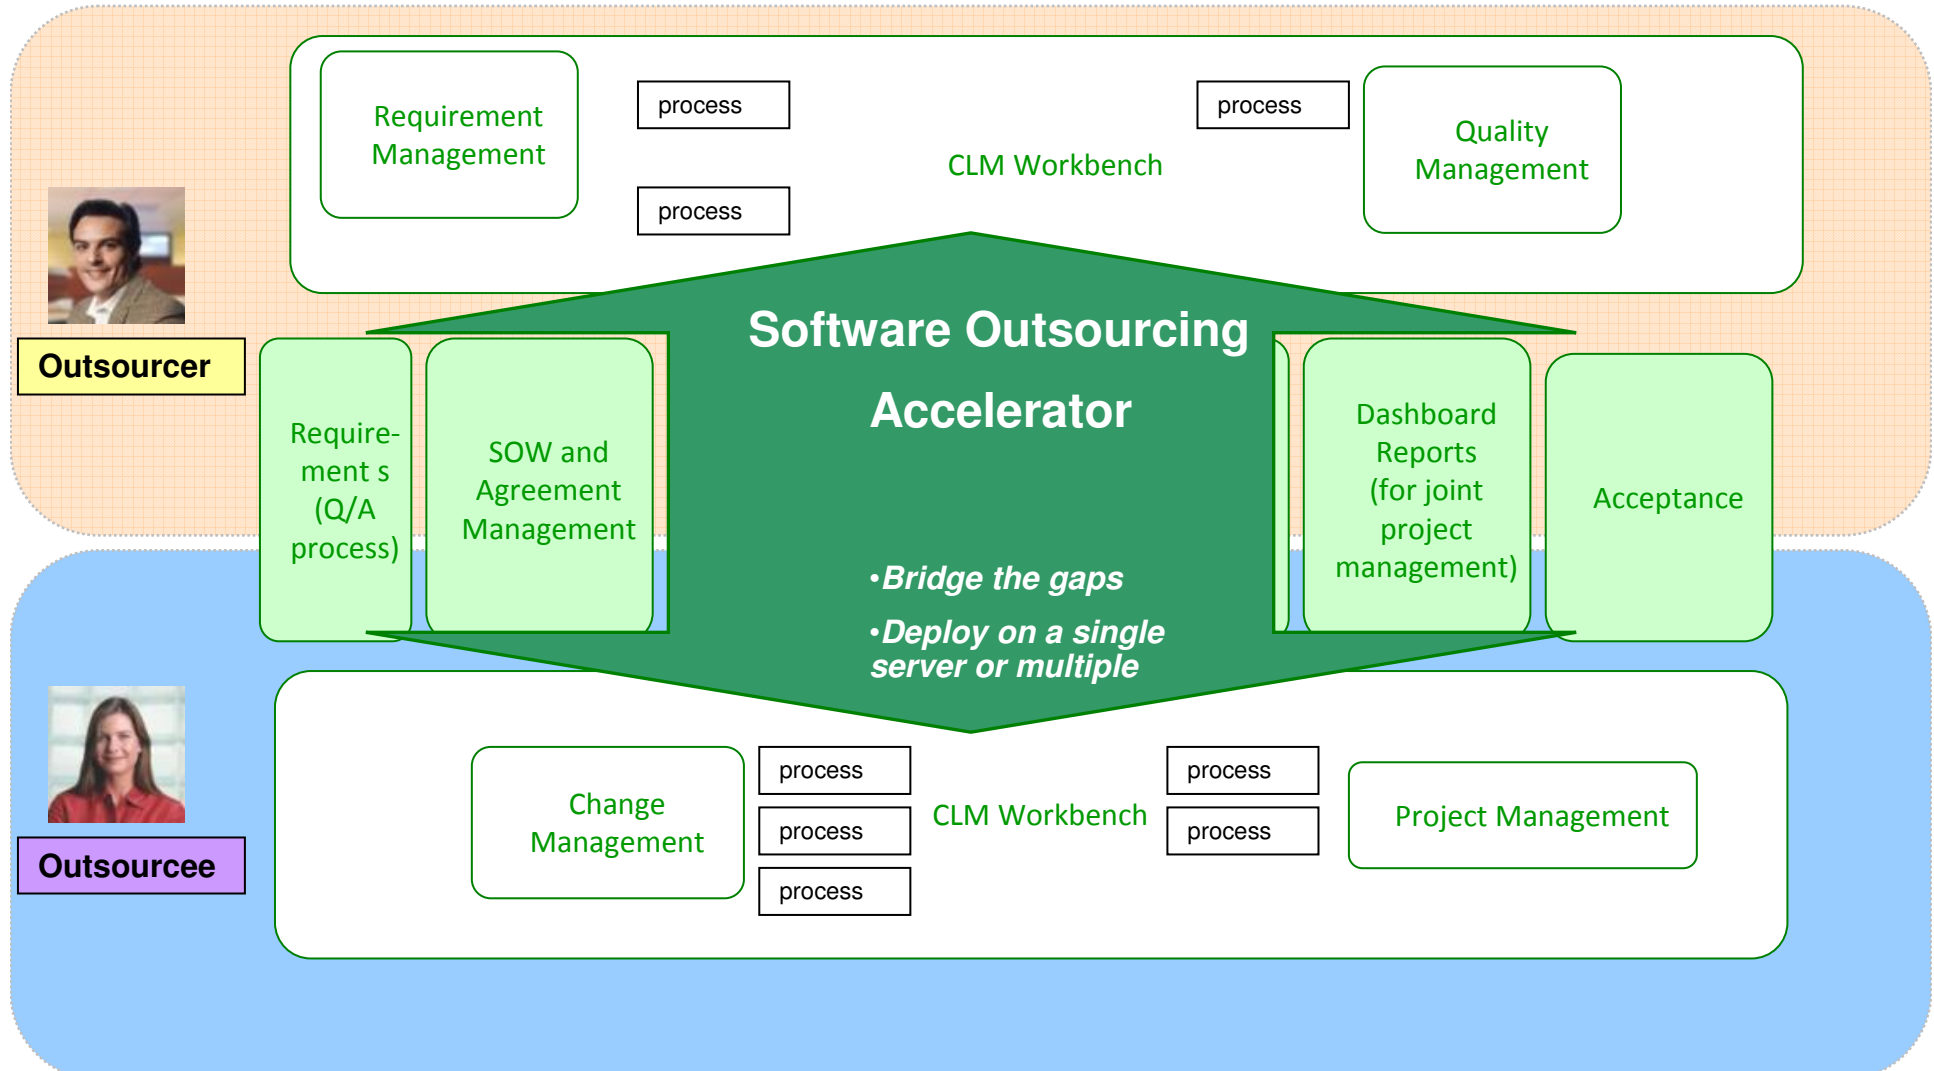 Requirement
Management
process
process
CLM Workbench
process
Quality
Management
Outsourcer
Software Outsourcing
Accelerator
•Bridge the gaps
•Deploy on a single
server or multiple
Require-
ment s
(Q/A
process)
SOW and
Agreement
Management
Dashboard
Reports
(for joint
project
management)
Acceptance
Outsourcee
Change
Management
process
process
process
CLM Workbench
process
process
Project Management